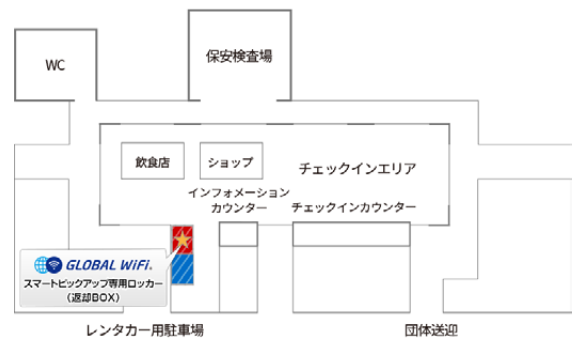 WC
保安検査場
飲食店
ショップ
チェックインエリア
インフォメーション
カウンター
チェックインカウンター
GLOBAL WiFi.
スマートピックアップ専用ロッカー
（返却BOX）
レンタカー用駐車場
団体送迎